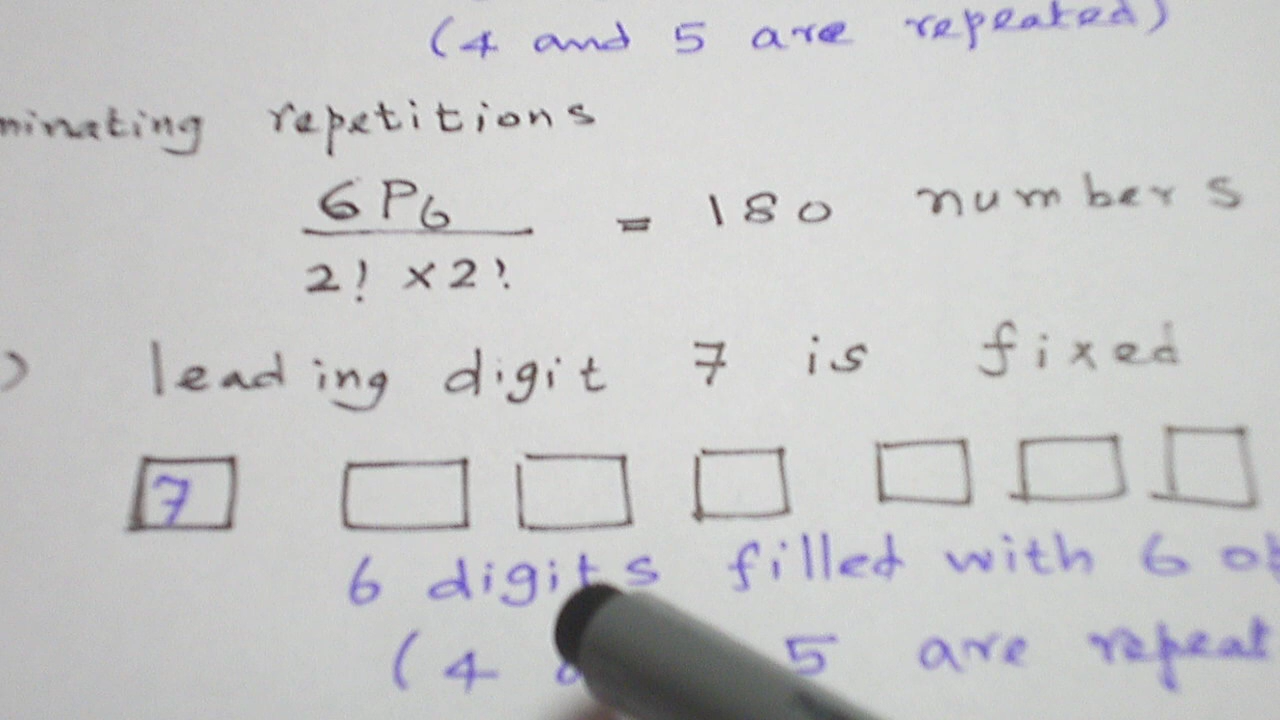 (4 and 5 are repeated)
minating repetitions
6P6
2! x 2!
= 180 numbers
) leading digit 7 is fixed
7
6 digits filled with 6
(4 5 are repeat